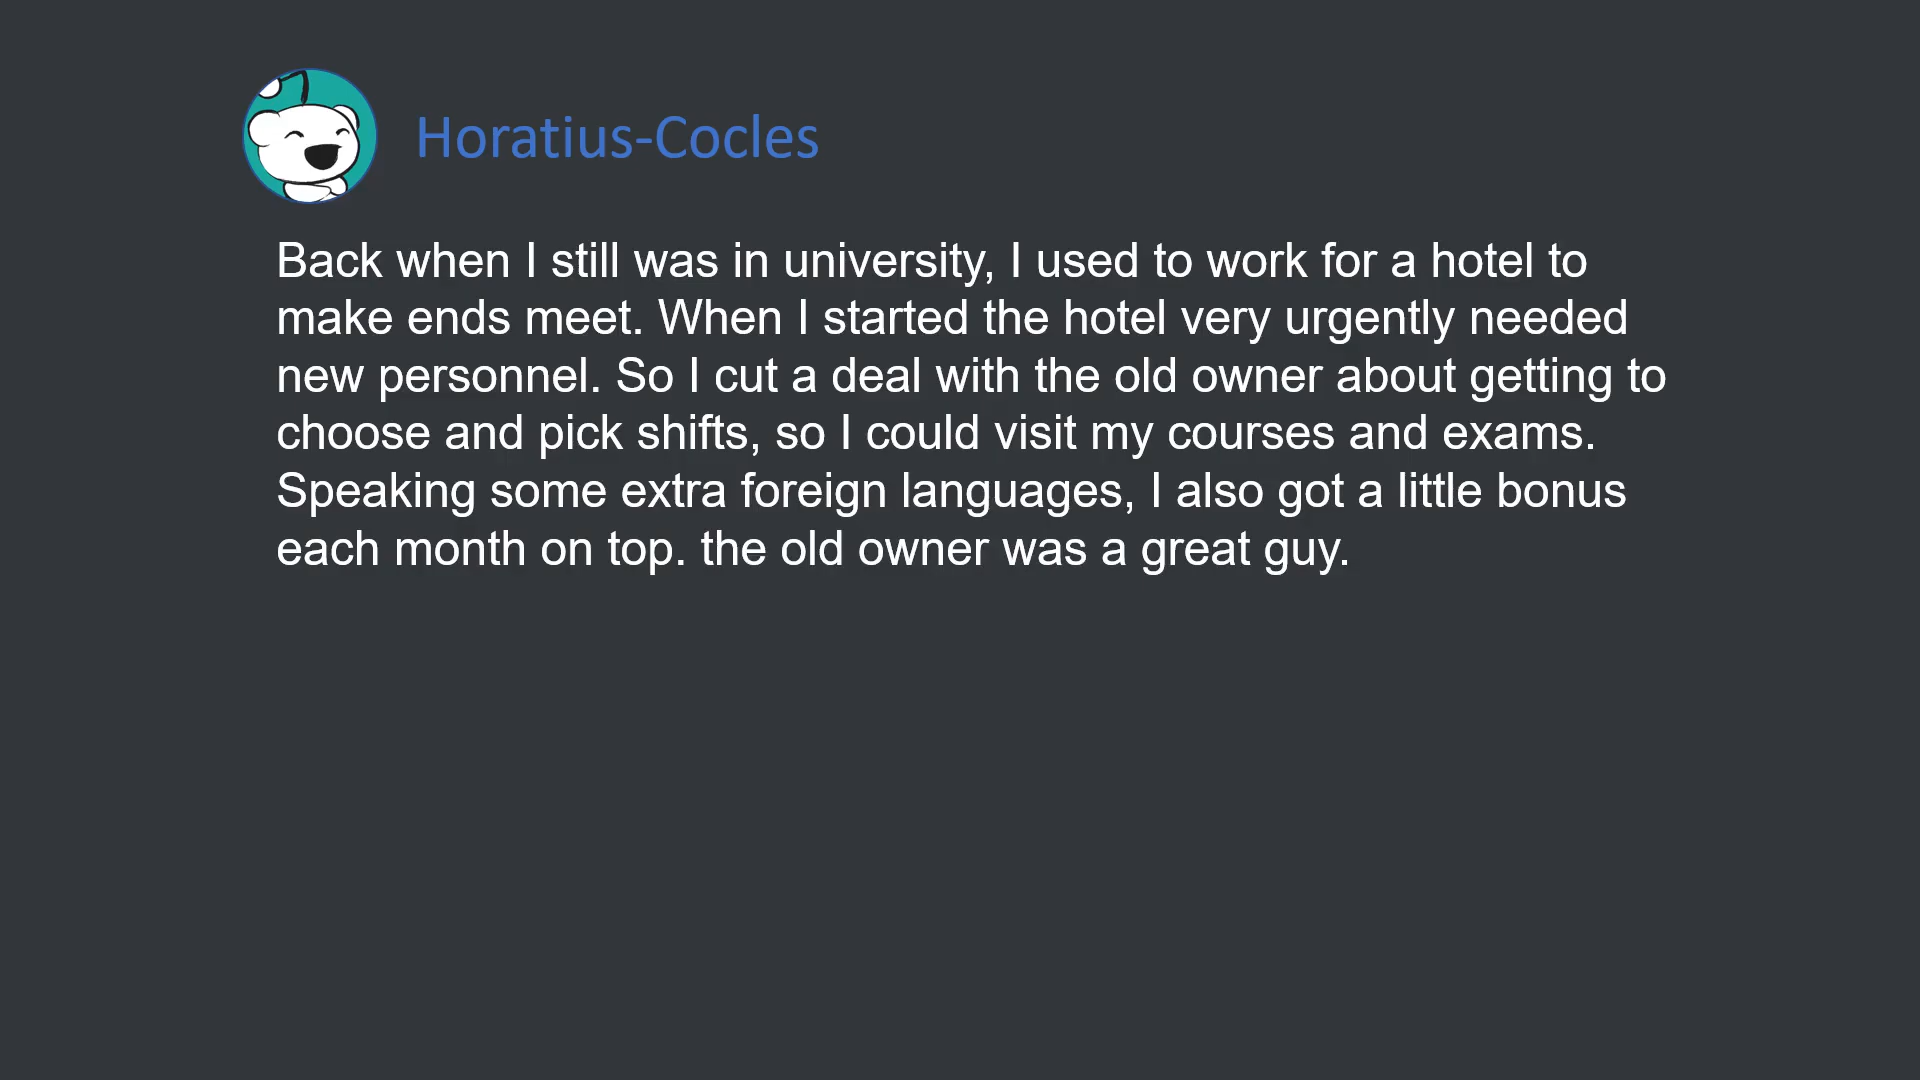 Horatius-Cocles
Back when I still was in university, I used to work for a hotel to
make ends meet. When I started the hotel very urgently needed
new personnel. So I cut a deal with the old owner about getting to
choose and pick shifts, so I could visit my courses and exams.
Speaking some extra foreign languages, I also got a little bonus
each month on top. the old owner was a great guy.